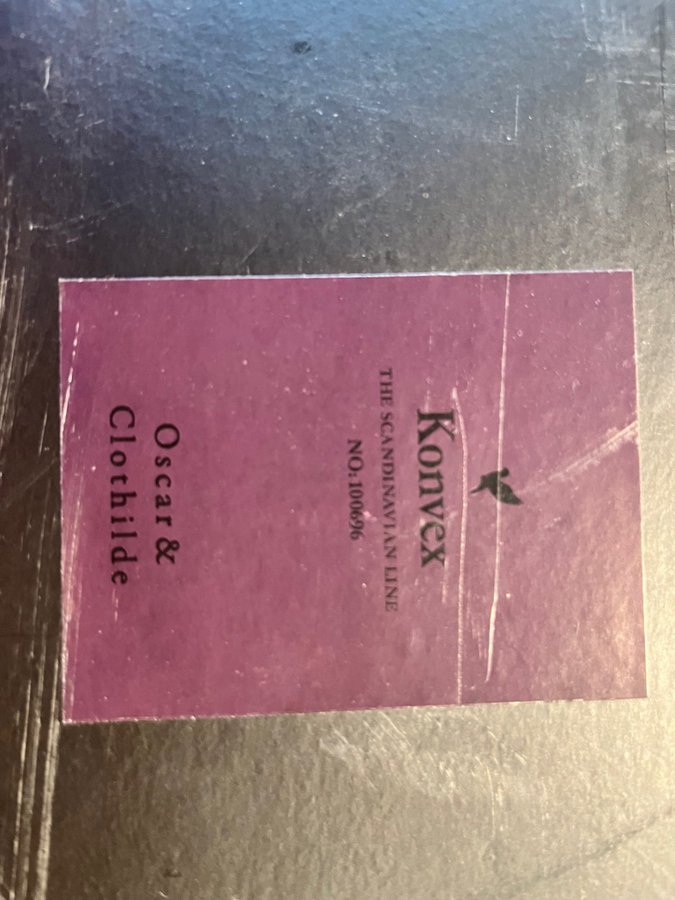 Konvex
THE SCANDINAVIAN LINE
NO: 100696
Oscar &
Clothilde